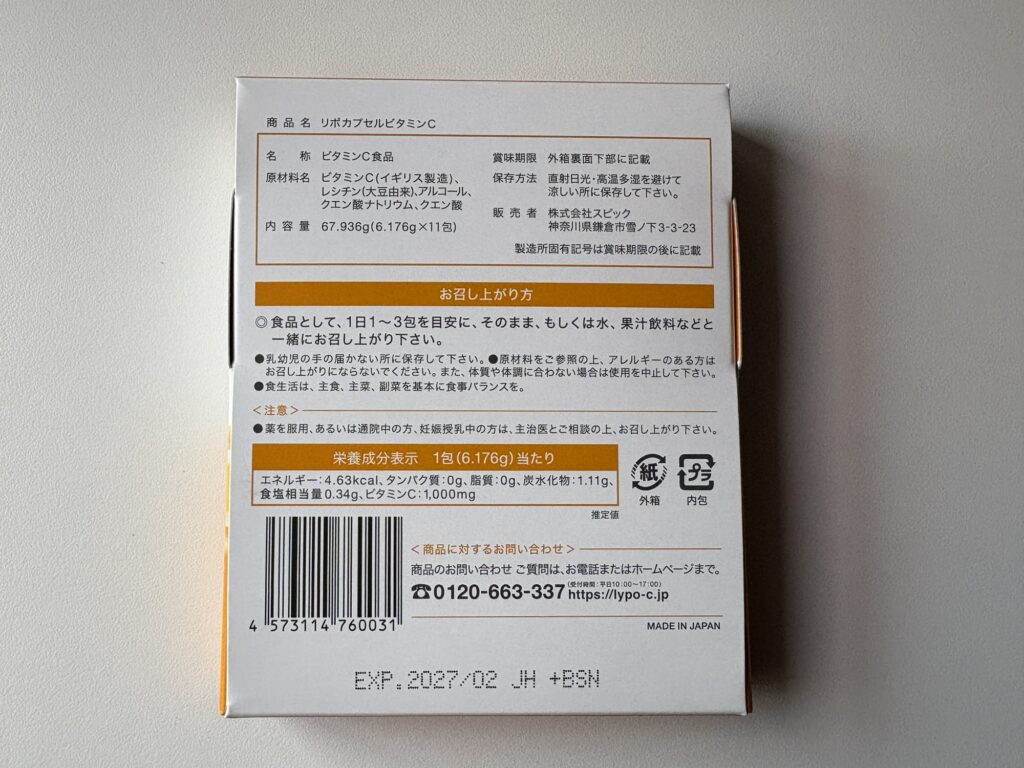 商品名 リポカプセルビタミンC
名称 ビタミンC食品
原材料名 ビタミンC(イギリス製造)、
レシチン(大豆由来)、アルコール、
クエン酸ナトリウム、クエン酸
内容量 67.936g(6.176g×11包)
賞味期限 外箱裏面下部に記載
保存方法 直射日光・高温多湿を避けて
涼しい所に保存して下さい。
販売者 株式会社スピック
神奈川県鎌倉市雪ノ下3-3-23
製造所固有記号は賞味期限の後に記載
お召し上がり方
◎食品として、1日1〜3包を目安に、そのまま、もしくは水、果汁飲料などと
一緒にお召し上がり下さい。
●乳幼児の手の届かない所に保存して下さい。●原材料をご参照の上、アレルギーのある方は
お召し上がりにならないでください。また、体質や体調に合わない場合は使用を中止して下さい。
●食生活は、主食、主菜、副菜を基本に食事バランスを。
<注意>
●薬を服用、あるいは通院中の方、妊娠授乳中の方は、主治医とご相談の上、お召し上がり下さい。
栄養成分表示 1包(6.176g)当たり
エネルギー:4.63kcal、タンパク質:0g、脂質:0g、炭水化物:1.11g、
食塩相当量0.34g、ビタミンC:1,000mg
推定値
紙 プラ
外箱 内包
<商品に対するお問い合わせ>
商品のお問い合わせ ご質問は、お電話またはホームページまで。
☎0120-663-337 (受付時間:平日10:00〜17:00) https://lypo-c.jp
MADE IN JAPAN
4 573114 760031
EXP.2027/02 JH +BSN